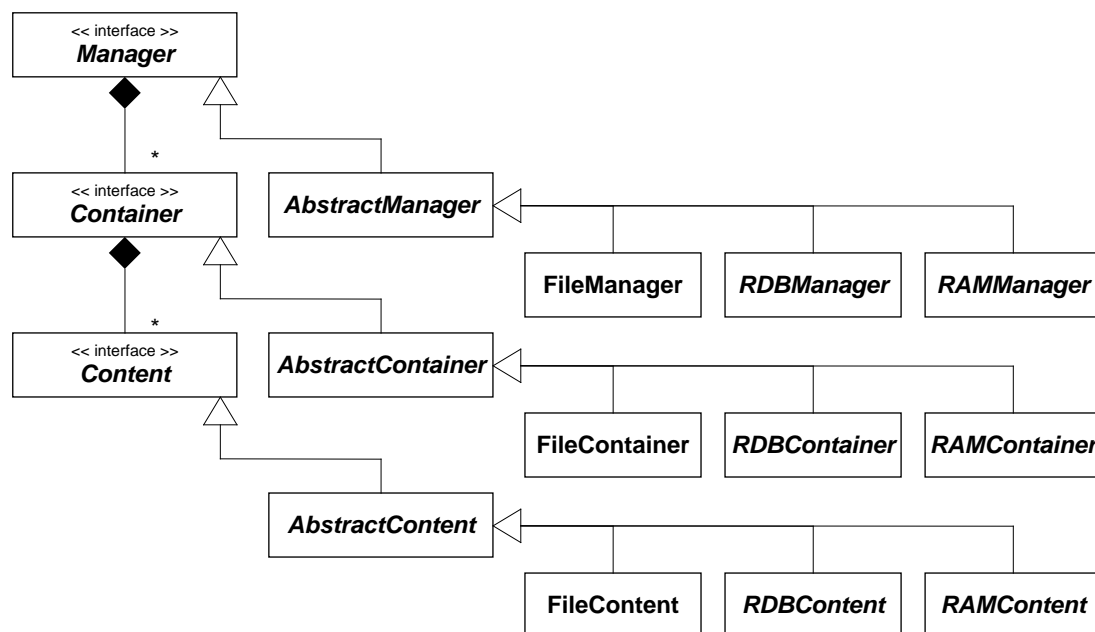 << interface >>
Manager
*
<< interface >>
Container
AbstractManager
FileManager
RDBManager
RAMManager
*
<< interface >>
Content
AbstractContainer
FileContainer
RDBContainer
RAMContainer
AbstractContent
FileContent
RDBContent
RAMContent